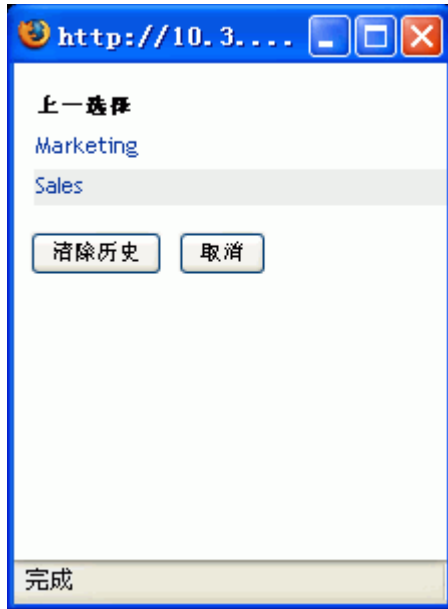 http://10.3....
上一选择
Marketing
Sales
清除历史 取消
完成